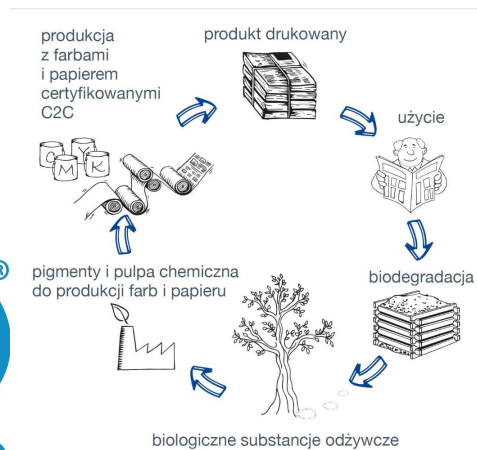 produkcja
z farbami
i papierem
certyfikowanymi
C2C
produkt drukowany
użycie
C Y M K
biodegradacja
pigmenty i pulpa chemiczna
do produkcji farb i papieru
biologiczne substancje odżywcze
®